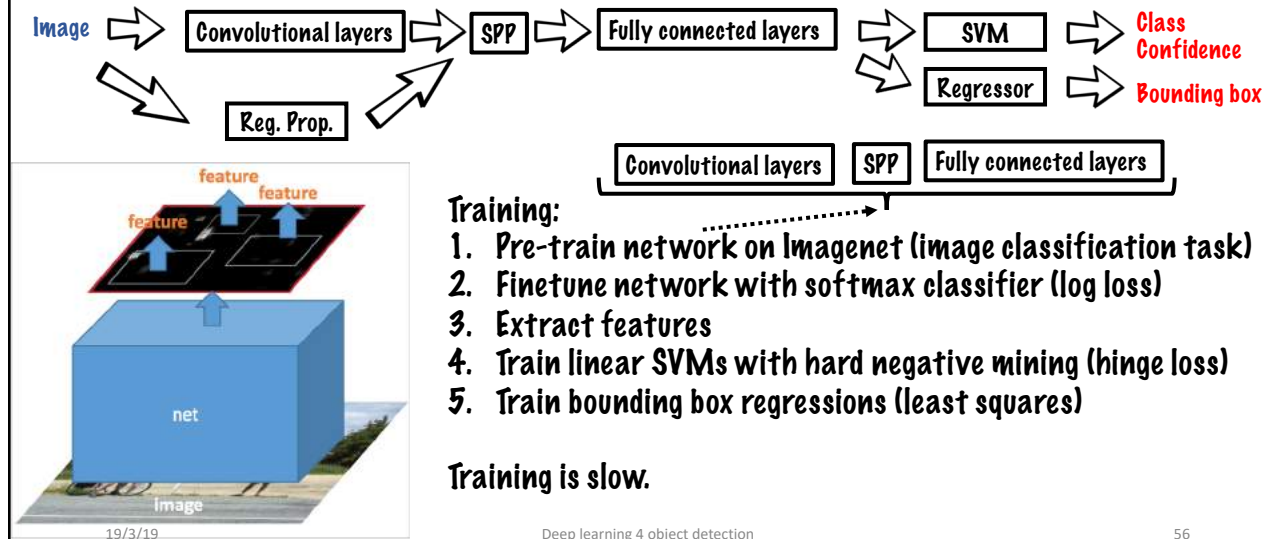 Image Convolutional layers SPP Fully connected layers SVM Class Confidence
Reg. Prop. Regressor Bounding box
Convolutional layers SPP Fully connected layers
feature
feature
feature
net
image
Training:
1. Pre-train network on Imagenet (image classification task)
2. Finetune network with softmax classifier (log loss)
3. Extract features
4. Train linear SVMs with hard negative mining (hinge loss)
5. Train bounding box regressions (least squares)
Training is slow.
19/3/19 Deep learning 4 object detection 56